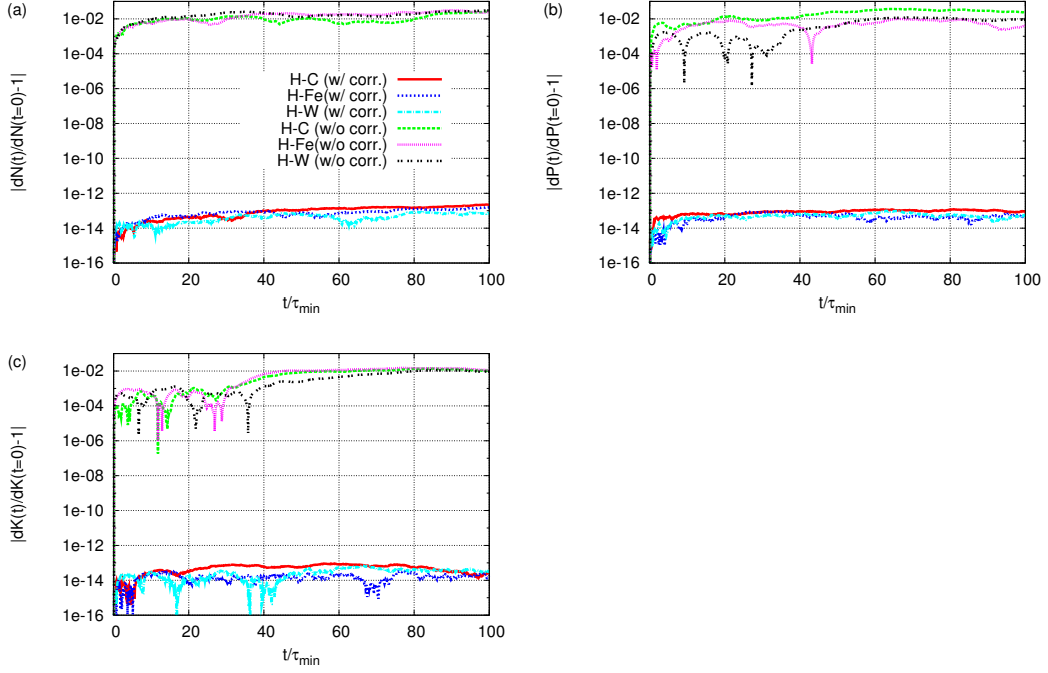 (a)
|dN(t)/dN(t=0)-1|
1e-02
1e-04
1e-06
1e-08
1e-10
1e-12
1e-14
1e-16
H-C (w/ corr.)
H-Fe(w/ corr.)
H-W (w/ corr.)
H-C (w/o corr.)
H-Fe(w/o corr.)
H-W (w/o corr.)
0 20 40 60 80 100
t/τmin
(b)
|dP(t)/dP(t=0)-1|
1e-02
1e-04
1e-06
1e-08
1e-10
1e-12
1e-14
1e-16
0 20 40 60 80 100
t/τmin
(c)
|dK(t)/dK(t=0)-1|
1e-02
1e-04
1e-06
1e-08
1e-10
1e-12
1e-14
1e-16
0 20 40 60 80 100
t/τmin